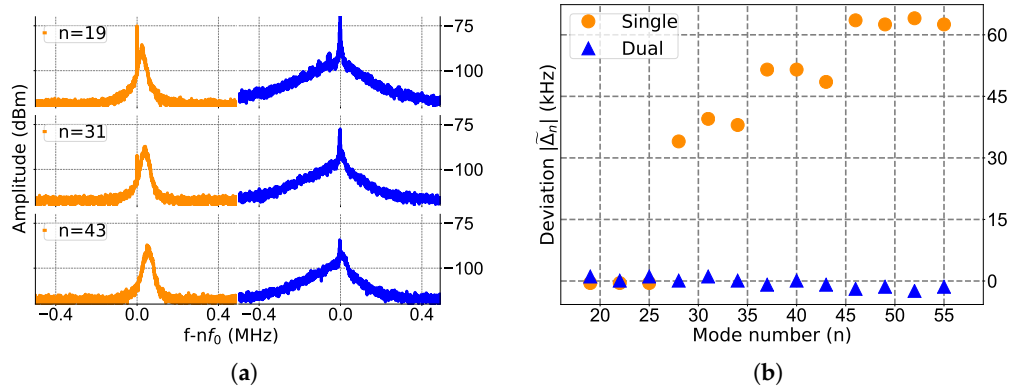 n=19
−75
−100
n=31
−75
−100
n=43
−75
−100
Amplitude (dBm)
−0.4 0.0 0.4 −0.4 0.0 0.4
f-nf₀ (MHz)
(a)
Single
Dual
60
45
30
15
0
Deviation |Δ̃ₙ| (kHz)
20 25 30 35 40 45 50 55
Mode number (n)
(b)